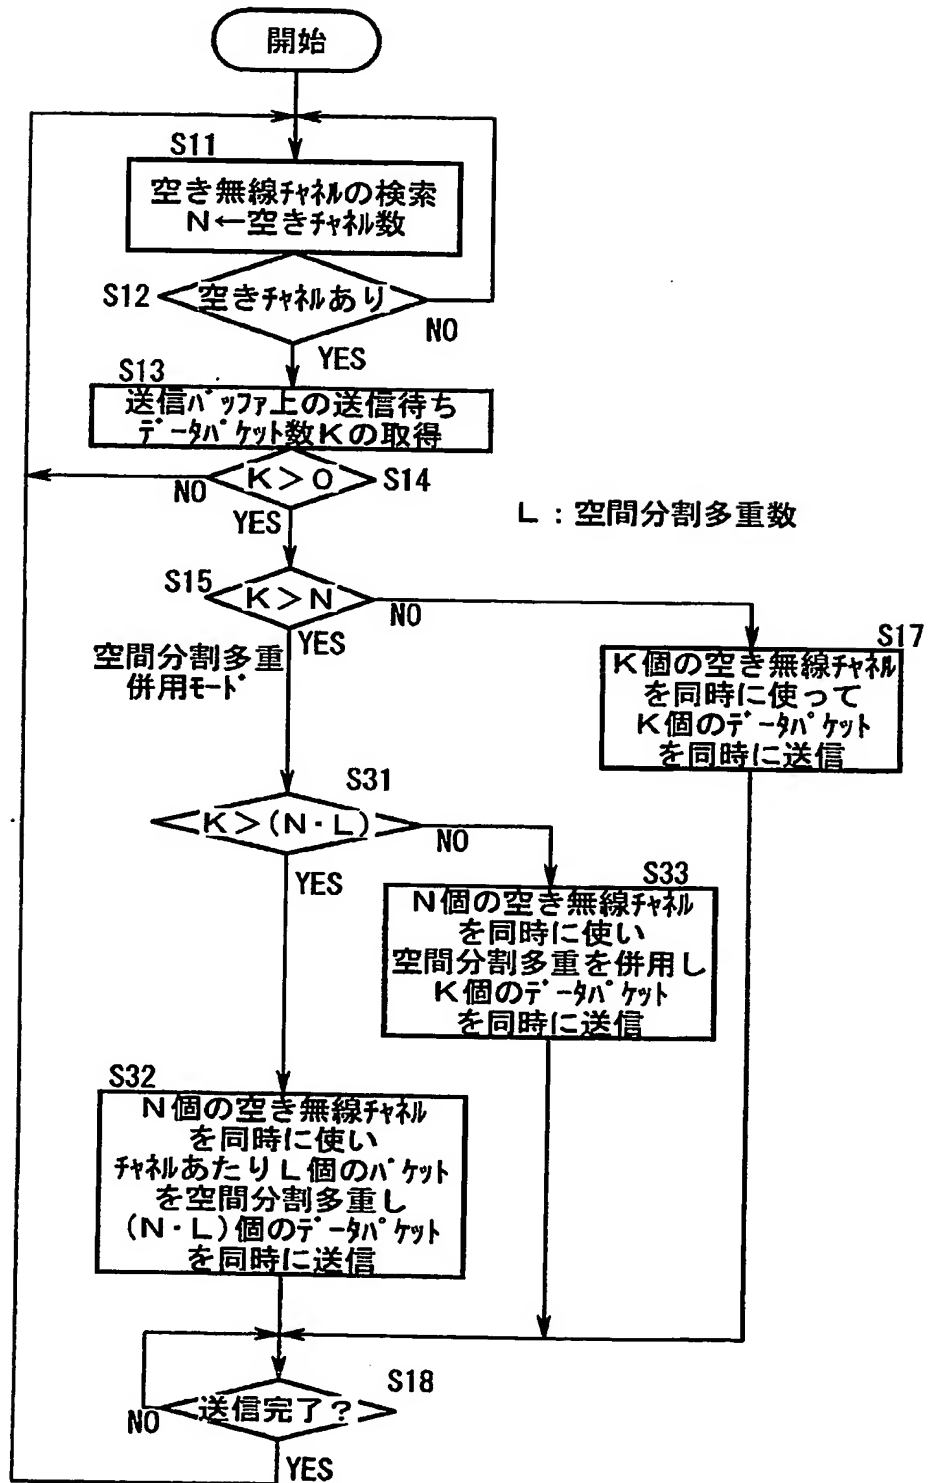 開始
S11
空き無線チャネルの検索
N←空きチャネル数
S12
空きチャネルあり
NO
YES
S13
送信バッファ上の送信待ち
データパケット数Kの取得
K>0
S14
NO
YES
L:空間分割多重数
S15
K>N
NO
YES
空間分割多重
併用モード
S17
K個の空き無線チャネル
を同時に使って
K個のデータパケット
を同時に送信
S31
K>(N・L)
NO
YES
S33
N個の空き無線チャネル
を同時に使い
空間分割多重を併用し
K個のデータパケット
を同時に送信
S32
N個の空き無線チャネル
を同時に使い
チャネルあたりL個のパケット
を空間分割多重し
(N・L)個のデータパケット
を同時に送信
S18
送信完了?
NO
YES